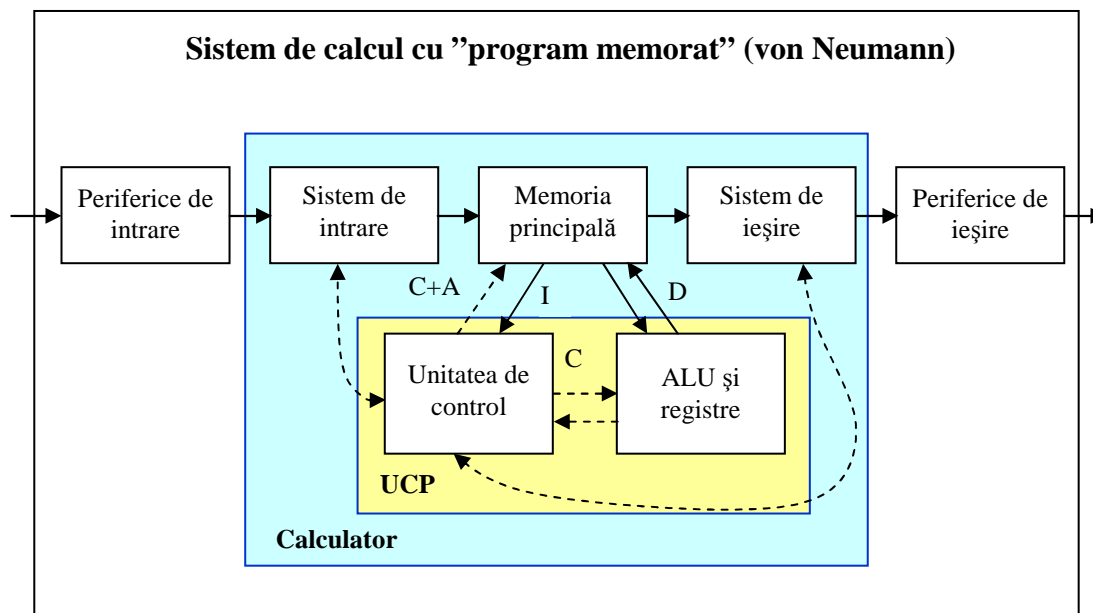 Sistem de calcul cu ”program memorat” (von Neumann)
Periferice de
intrare
Sistem de
intrare
Memoria
principală
Sistem de
ieşire
Periferice de
ieşire
C+A
I
D
Unitatea de
control
C
ALU şi
registre
UCP
Calculator